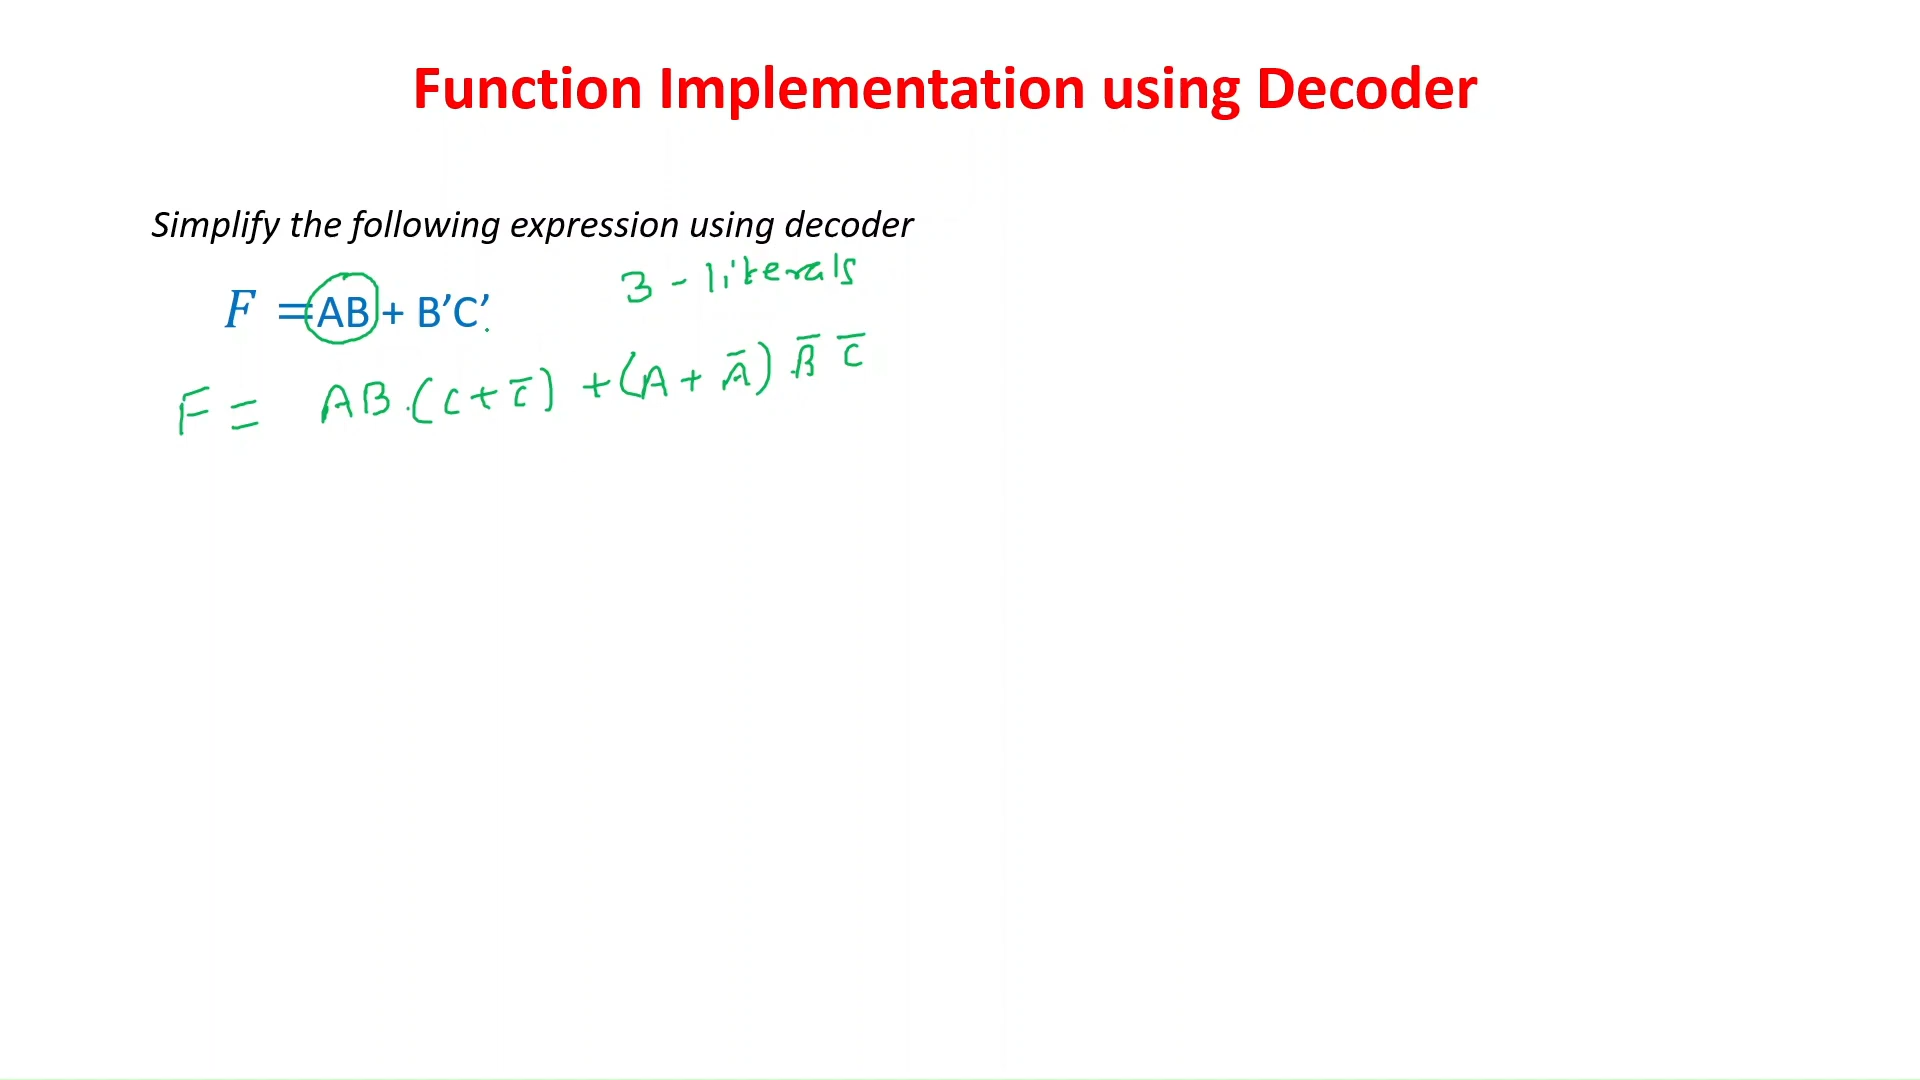 Function Implementation using Decoder
Simplify the following expression using decoder
3 - literals
F = AB + B’C’
F = AB.(C + C̅) + (A + A̅) B̅ C̅